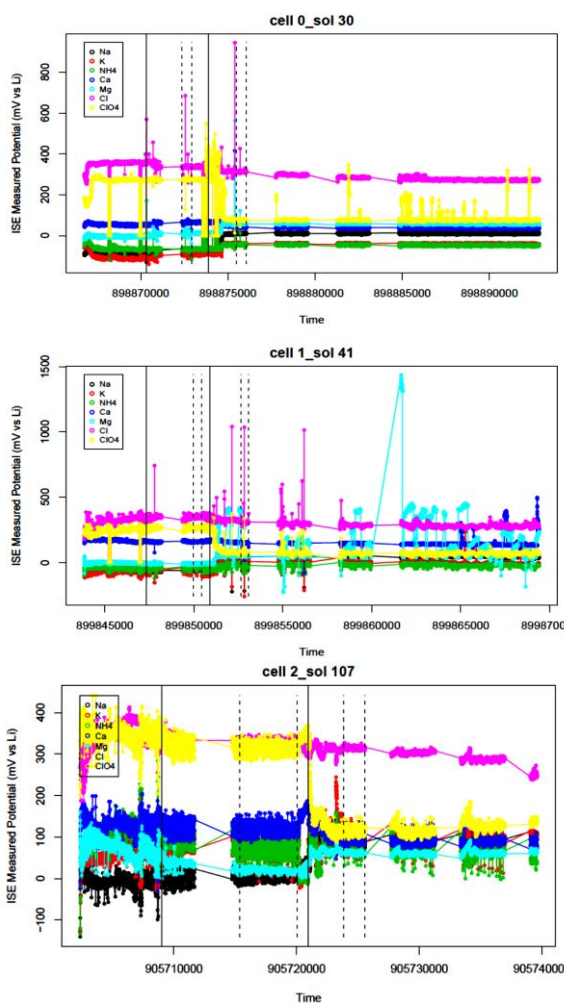 cell 0_sol 30
ISE Measured Potential (mV vs Li)
800
600
400
200
0
Na
K
NH4
Ca
Mg
Cl
ClO4
898870000 898875000 898880000 898885000 898890000
Time
cell 1_sol 41
ISE Measured Potential (mV vs Li)
1500
1000
500
0
Na
K
NH4
Ca
Mg
Cl
ClO4
899845000 899850000 899855000 899860000 899865000 8998700
Time
cell 2_sol 107
ISE Measured Potential (mV vs Li)
400
300
200
100
0
-100
Na
K
NH4
Ca
Mg
Cl
ClO4
905710000 905720000 905730000 905740000
Time